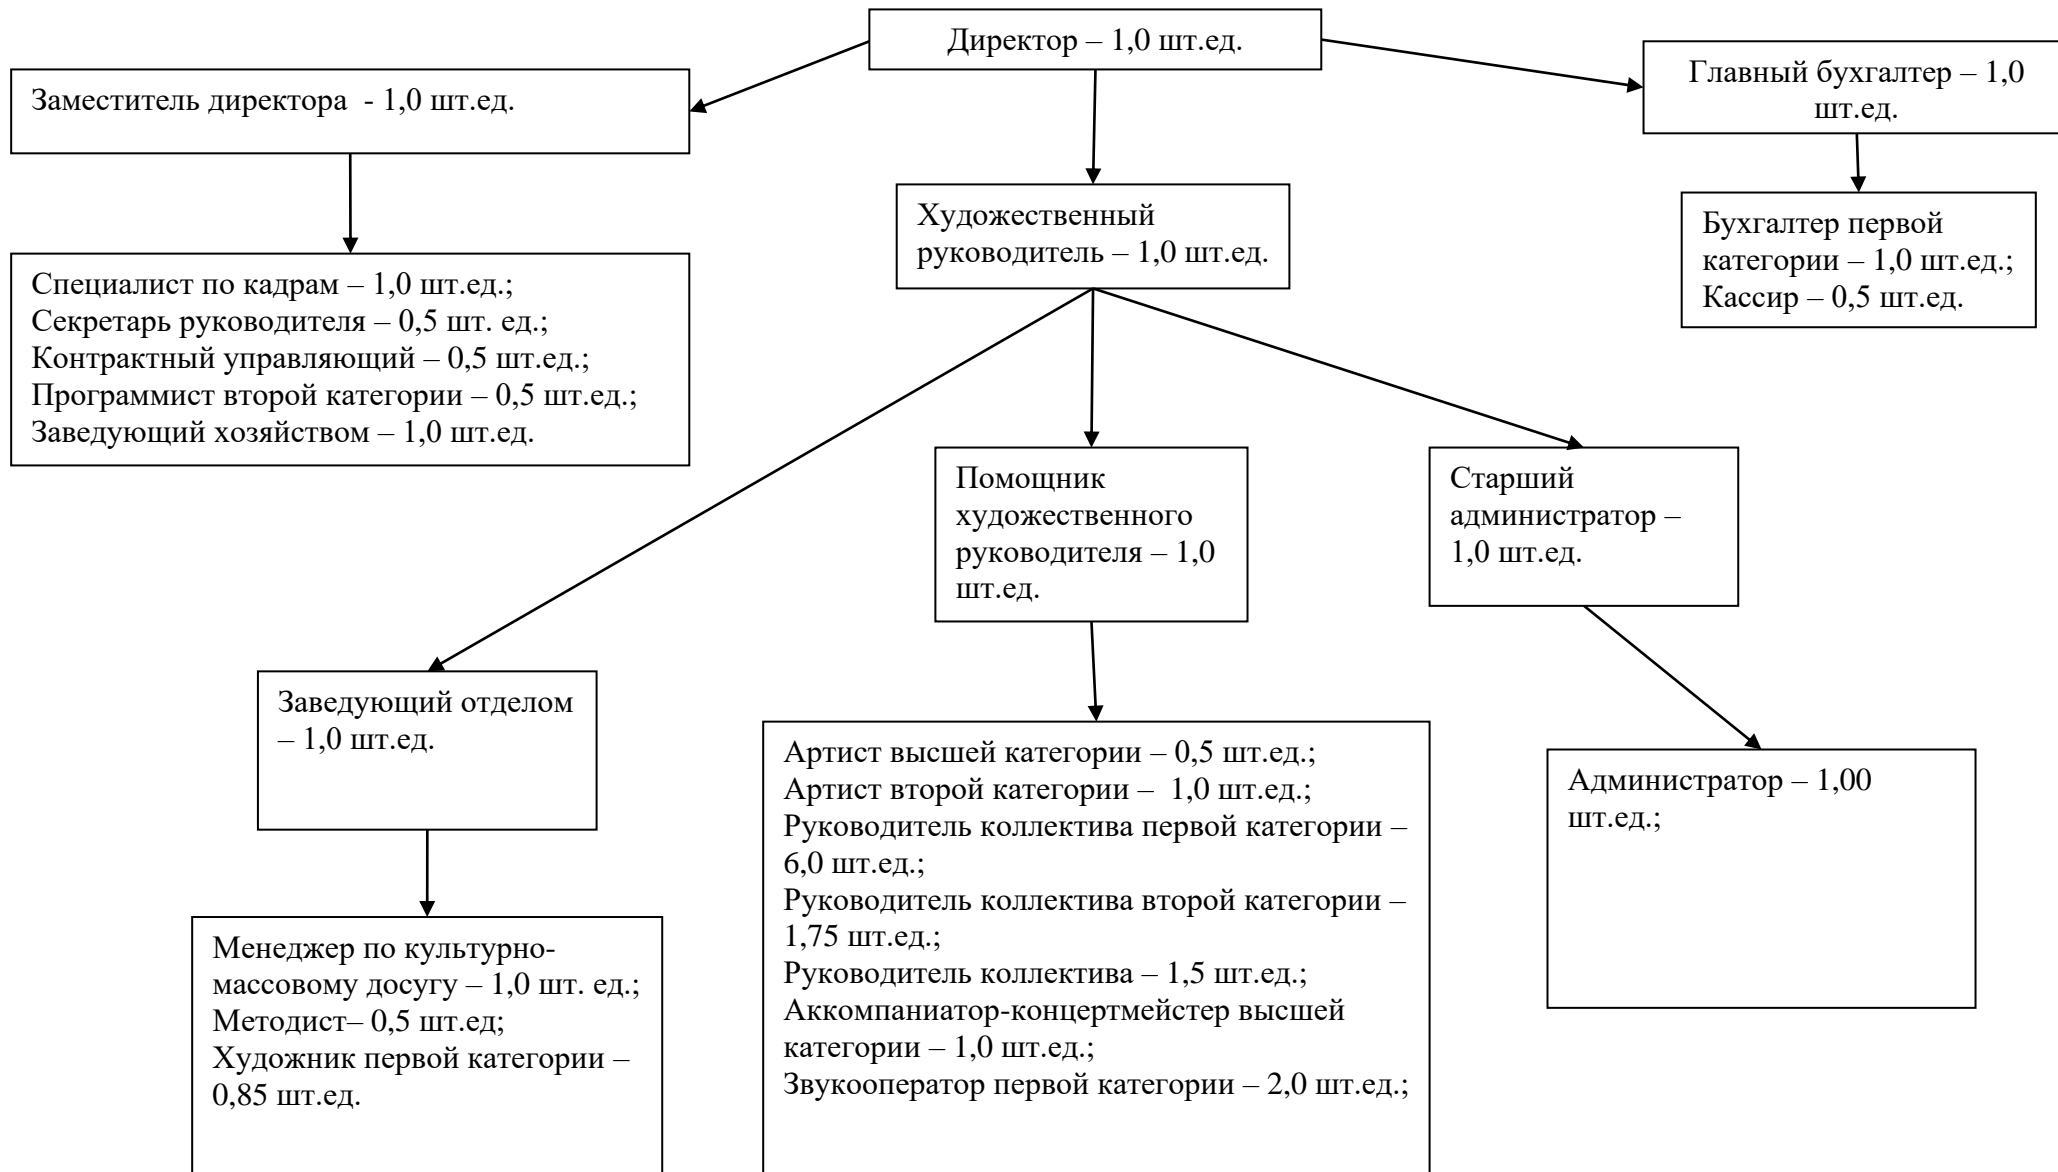 Директор – 1,0 шт.ед.
Заместитель директора - 1,0 шт.ед.
Главный бухгалтер – 1,0
шт.ед.
Художественный
руководитель – 1,0 шт.ед.
Бухгалтер первой
категории – 1,0 шт.ед.;
Кассир – 0,5 шт.ед.
Специалист по кадрам – 1,0 шт.ед.;
Секретарь руководителя – 0,5 шт. ед.;
Контрактный управляющий – 0,5 шт.ед.;
Программист второй категории – 0,5 шт.ед.;
Заведующий хозяйством – 1,0 шт.ед.
Помощник
художественного
руководителя – 1,0
шт.ед.
Старший
администратор –
1,0 шт.ед.
Заведующий отделом
– 1,0 шт.ед.
Артист высшей категории – 0,5 шт.ед.;
Артист второй категории – 1,0 шт.ед.;
Руководитель коллектива первой категории –
6,0 шт.ед.;
Руководитель коллектива второй категории –
1,75 шт.ед.;
Руководитель коллектива – 1,5 шт.ед.;
Аккомпаниатор-концертмейстер высшей
категории – 1,0 шт.ед.;
Звукооператор первой категории – 2,0 шт.ед.;
Администратор – 1,00
шт.ед.;
Менеджер по культурно-
массовому досугу – 1,0 шт. ед.;
Методист– 0,5 шт.ед;
Художник первой категории –
0,85 шт.ед.